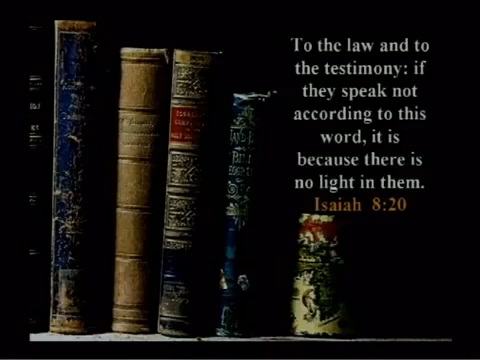 To the law and to
the testimony: if
they speak not
according to this
word, it is
because there is
no light in them.
Isaiah 8:20